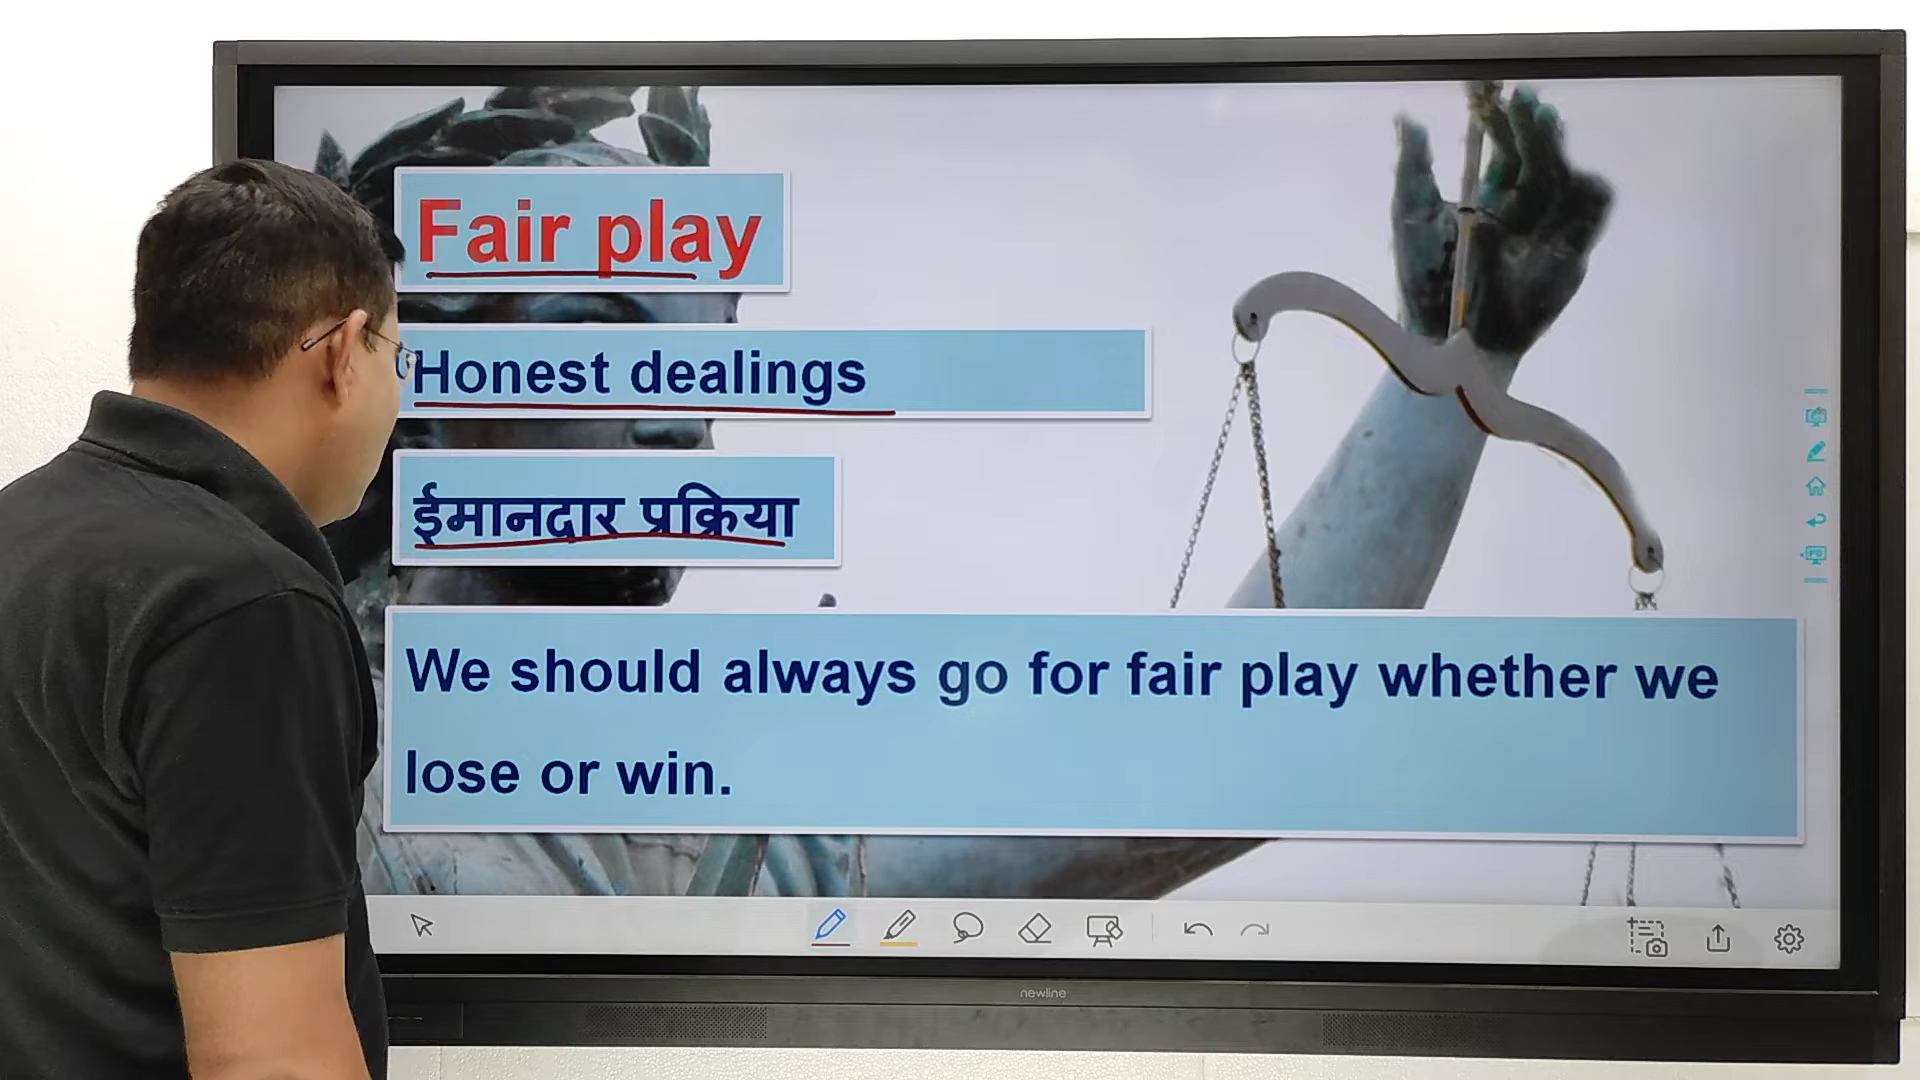 Fair play
Honest dealings
ईमानदार प्रक्रिया
We should always go for fair play whether we
lose or win.
newline